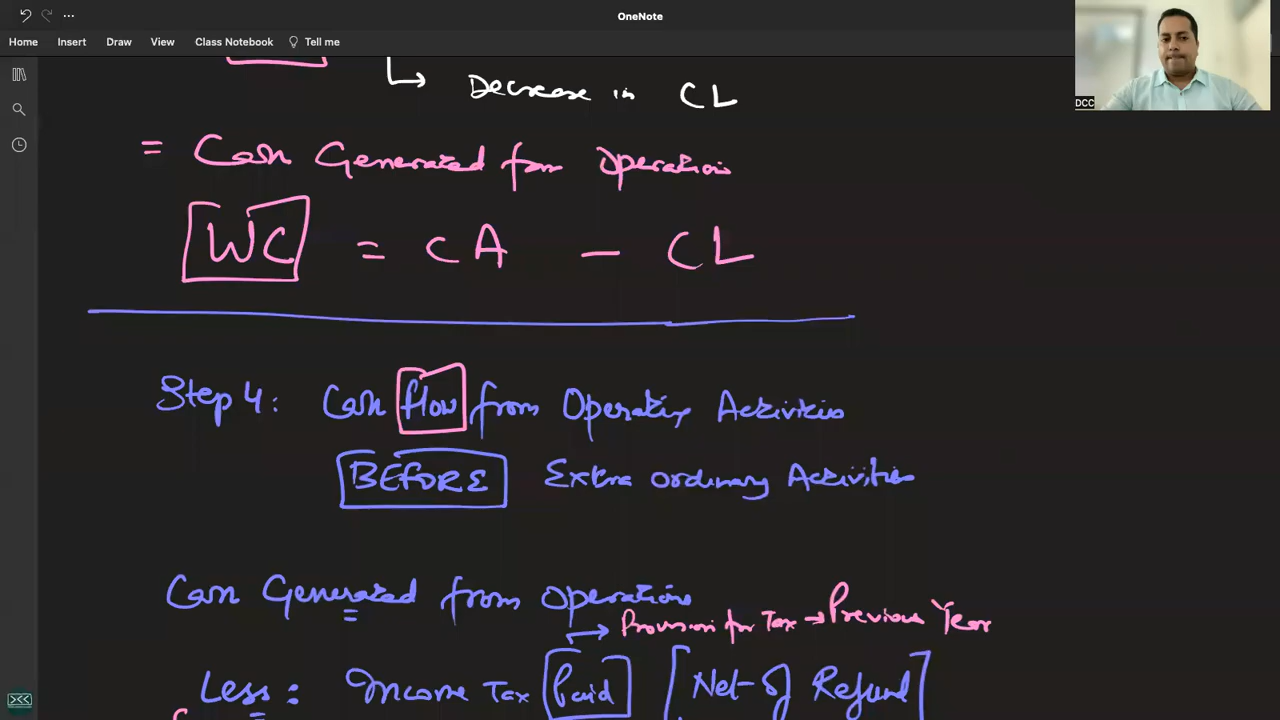 OneNote
Home Insert Draw View Class Notebook Tell me
DCC
Decrease in CL
= Cash Generated from Operations
WC = CA - CL
Step 4: Cash flow from Operating Activities
BEFORE Extra ordinary Activities
Cash Generated from Operations
Provision for Tax → Previous Year
Less: Income Tax Paid [Net of Refund]